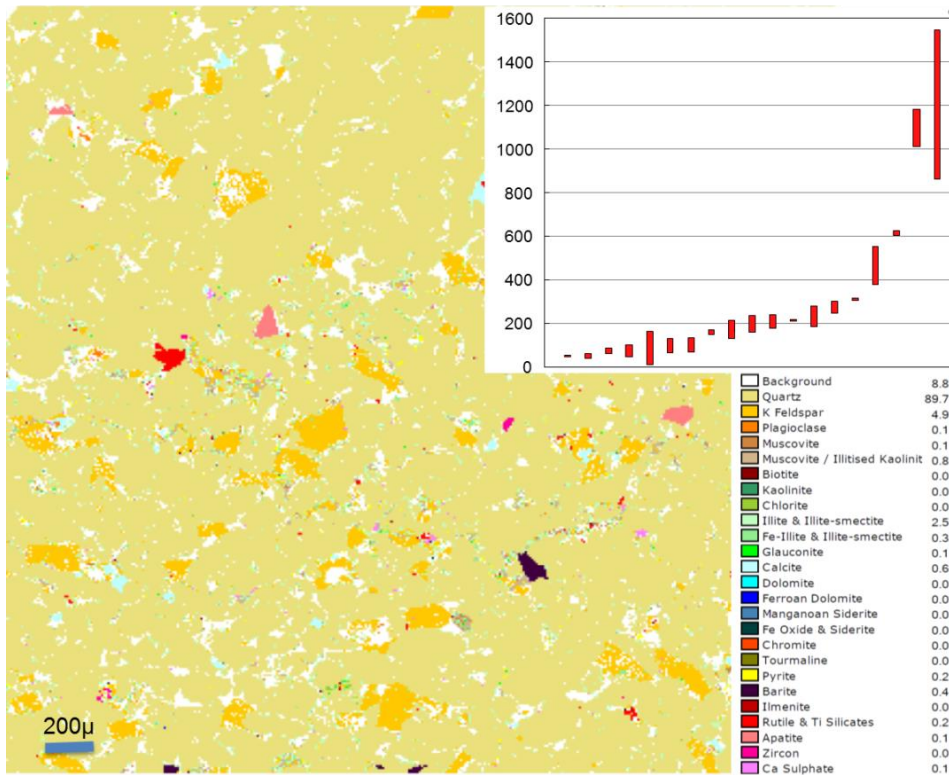 1600
1400
1200
1000
800
600
400
200
0
Background 8.8
Quartz 89.7
K Feldspar 4.9
Plagioclase 0.1
Muscovite 0.1
Muscovite / Illitised Kaolinit 0.8
Biotite 0.0
Kaolinite 0.0
Chlorite 0.0
Illite & Illite-smectite 2.5
Fe-Illite & Illite-smectite 0.3
Glauconite 0.1
Calcite 0.6
Dolomite 0.0
Ferroan Dolomite 0.0
Manganoan Siderite 0.0
Fe Oxide & Siderite 0.0
Chromite 0.0
Tourmaline 0.0
Pyrite 0.2
Barite 0.4
Ilmenite 0.0
Rutile & Ti Silicates 0.2
Apatite 0.1
Zircon 0.0
Ca Sulphate 0.1
200µ